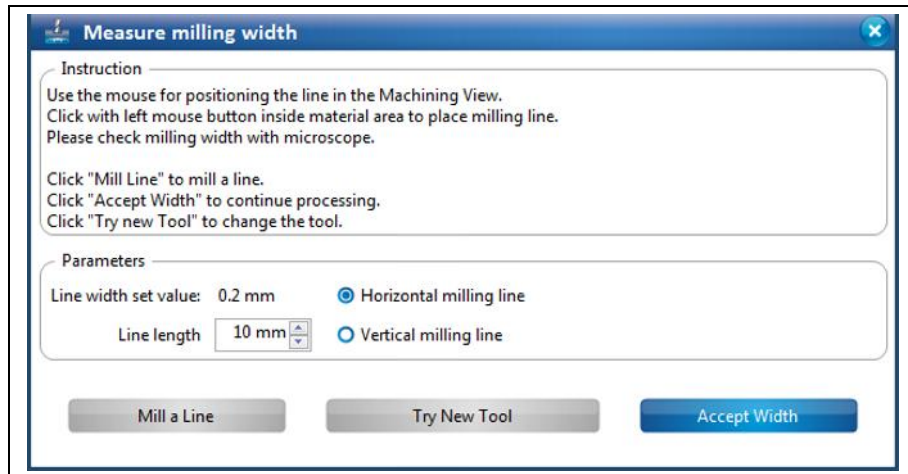 Measure milling width
Instruction
Use the mouse for positioning the line in the Machining View.
Click with left mouse button inside material area to place milling line.
Please check milling width with microscope.
Click "Mill Line" to mill a line.
Click "Accept Width" to continue processing.
Click "Try new Tool" to change the tool.
Parameters
Line width set value: 0.2 mm Horizontal milling line
Line length 10 mm Vertical milling line
Mill a Line Try New Tool Accept Width